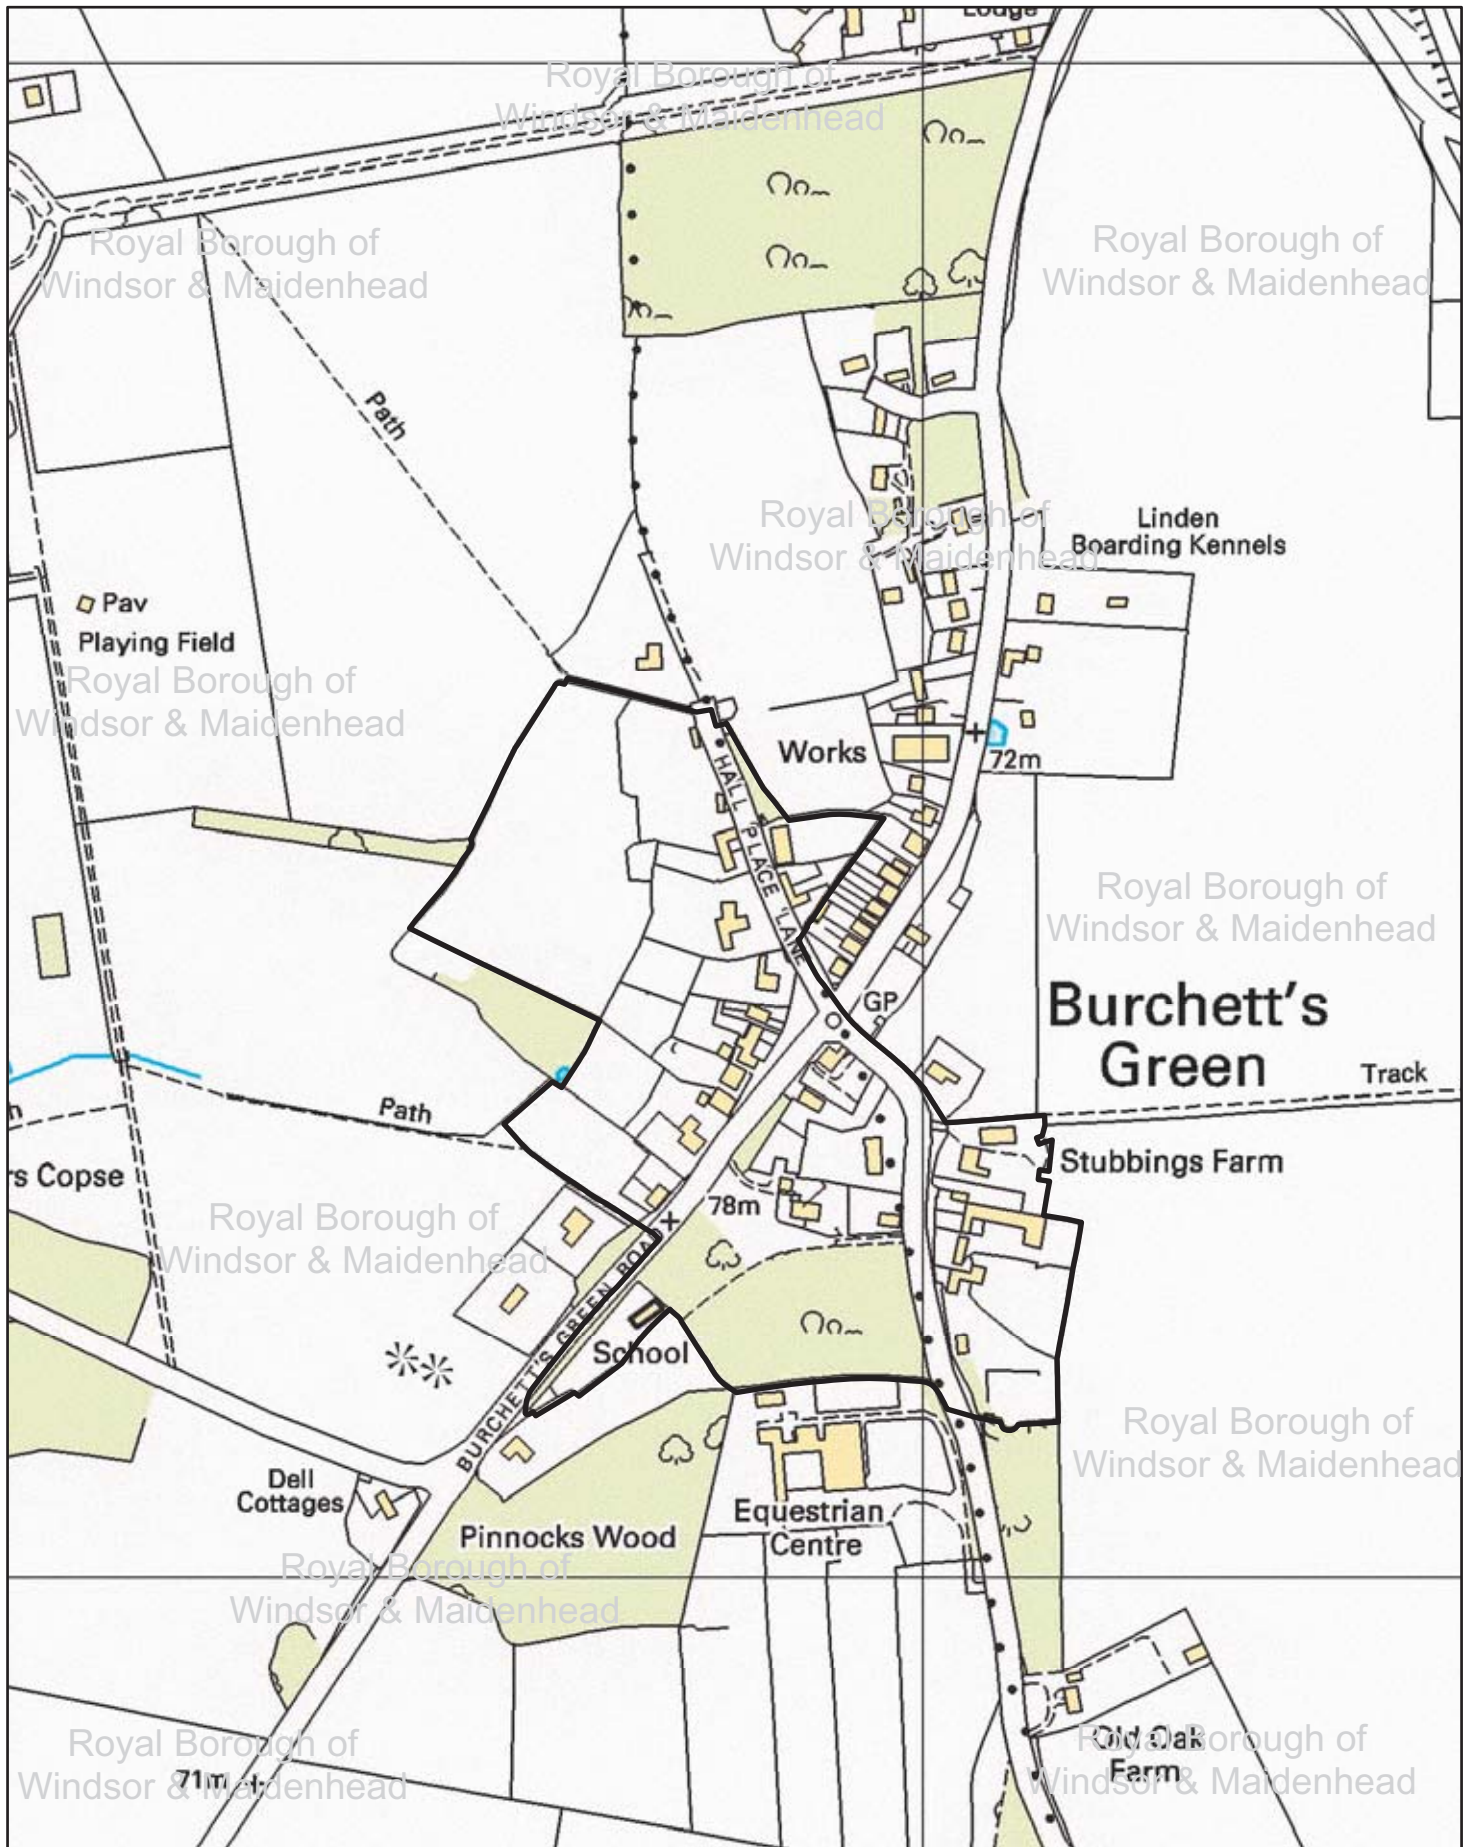 Lodge
Royal Borough of
Windsor & Maidenhead
Royal Borough of
Windsor & Maidenhead
Royal Borough of
Windsor & Maidenhead
Path
Royal Borough of
Windsor & Maidenhead
Linden
Boarding Kennels
Pav
Playing Field
Royal Borough of
Windsor & Maidenhead
Works
72m
HALL PLACE LANE
Royal Borough of
Windsor & Maidenhead
GP
Burchett's
Green
Track
Path
rs Copse
Stubbings Farm
78m
Royal Borough of
Windsor & Maidenhead
BURCHETT'S GREEN ROAD
School
Royal Borough of
Windsor & Maidenhead
Dell
Cottages
Equestrian
Centre
Pinnocks Wood
Royal Borough of
Windsor & Maidenhead
Old Oak
Farm
Royal Borough of
Windsor & Maidenhead
Royal Borough of
Windsor & Maidenhead
71m